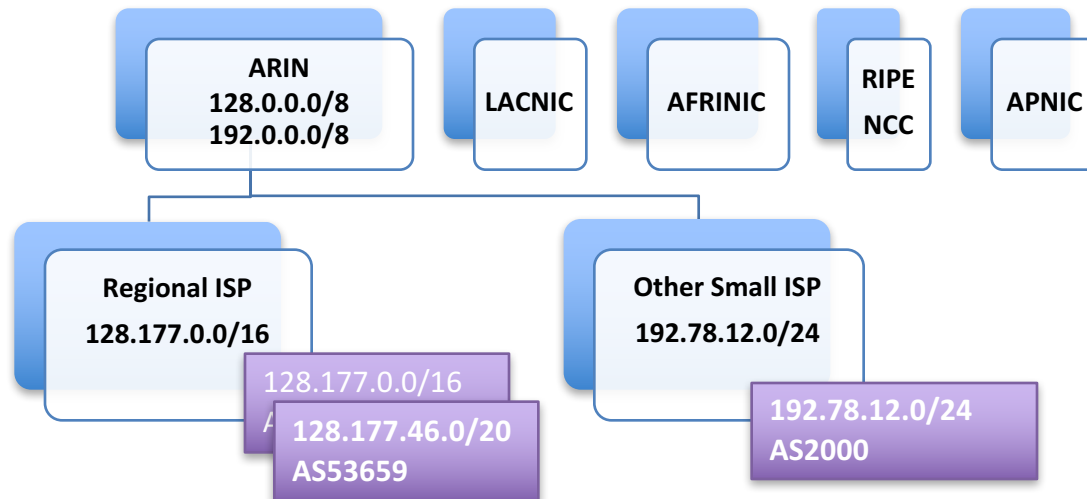 ARIN
128.0.0.0/8
192.0.0.0/8
LACNIC
AFRINIC
RIPE
NCC
APNIC
Regional ISP
128.177.0.0/16
Other Small ISP
192.78.12.0/24
128.177.0.0/16
128.177.46.0/20
AS53659
192.78.12.0/24
AS2000